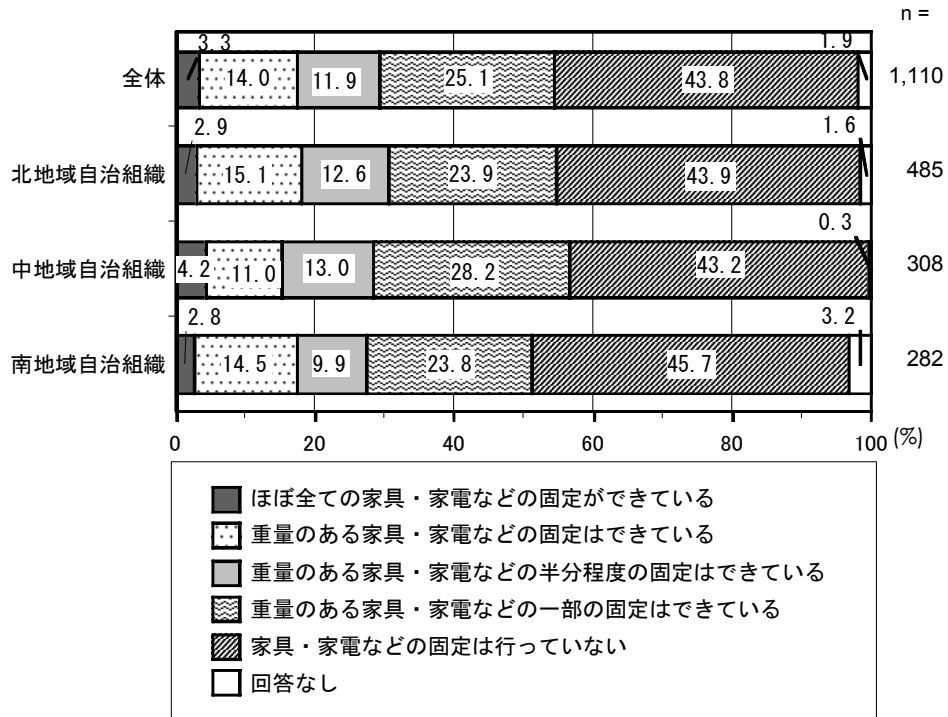 n =
3.3
1.9
全体
14.0
11.9
25.1
43.8
1,110
2.9
1.6
北地域自治組織
15.1
12.6
23.9
43.9
485
0.3
中地域自治組織
4.2
11.0
13.0
28.2
43.2
308
2.8
3.2
南地域自治組織
14.5
9.9
23.8
45.7
282
0 20 40 60 80 100 (%)
ほぼ全ての家具・家電などの固定ができている
重量のある家具・家電などの固定はできている
重量のある家具・家電などの半分程度の固定はできている
重量のある家具・家電などの一部の固定はできている
家具・家電などの固定は行っていない
回答なし